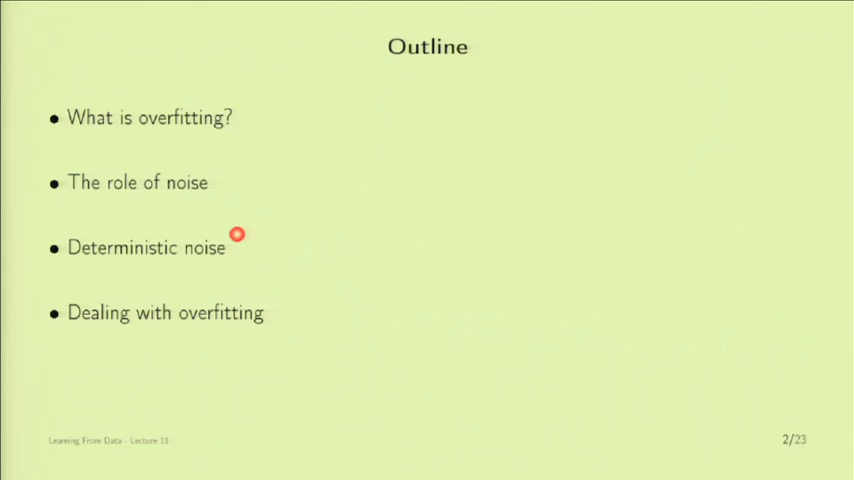 Outline
• What is overfitting?
• The role of noise
• Deterministic noise
• Dealing with overfitting
Learning From Data - Lecture 11
2/23